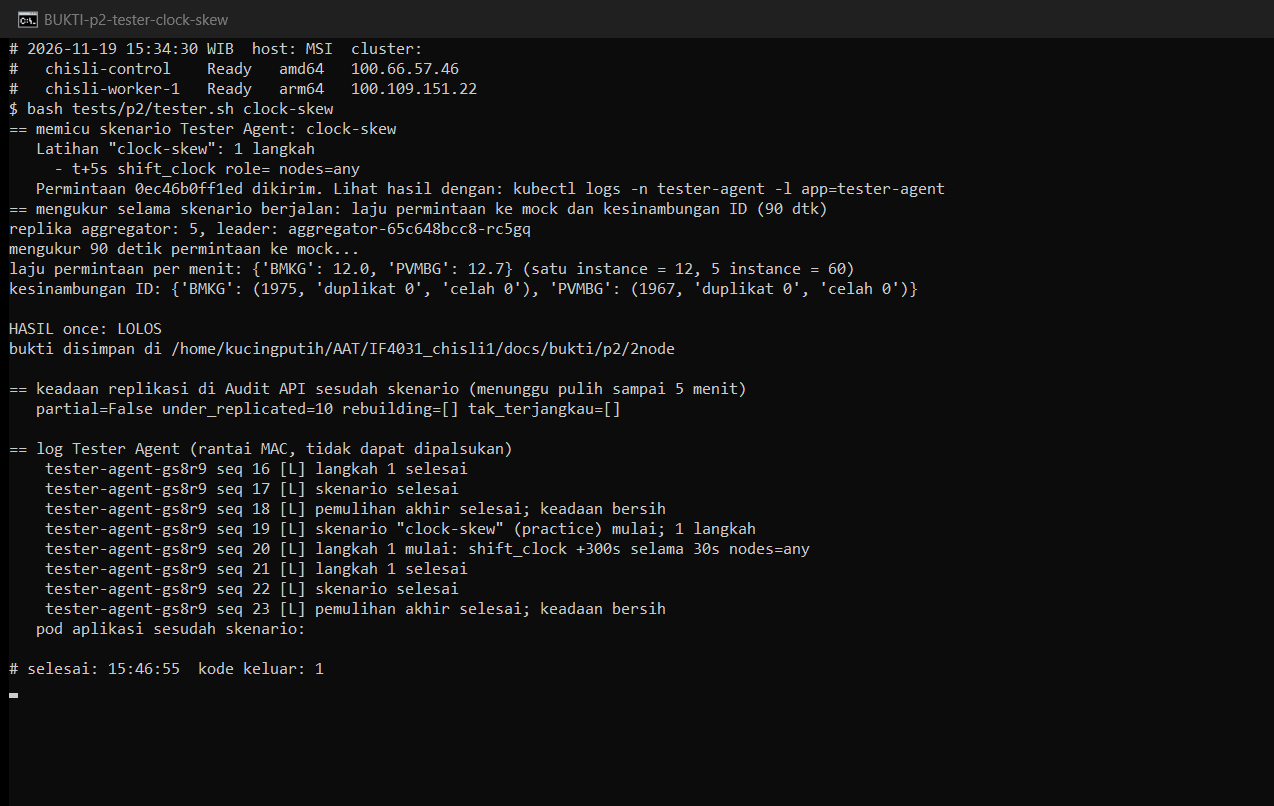 BUKTI-p2-tester-clock-skew
# 2026-11-19 15:34:30 WIB  host: MSI  cluster:
#   chisli-control    Ready   amd64   100.66.57.46
#   chisli-worker-1   Ready   arm64   100.109.151.22
$ bash tests/p2/tester.sh clock-skew
== memicu skenario Tester Agent: clock-skew
   Latihan "clock-skew": 1 langkah
     - t+5s shift_clock role= nodes=any
   Permintaan 0ec46b0ff1ed dikirim. Lihat hasil dengan: kubectl logs -n tester-agent -l app=tester-agent
== mengukur selama skenario berjalan: laju permintaan ke mock dan kesinambungan ID (90 dtk)
replika aggregator: 5, leader: aggregator-65c648bcc8-rc5gq
mengukur 90 detik permintaan ke mock...
laju permintaan per menit: {'BMKG': 12.0, 'PVMBG': 12.7} (satu instance = 12, 5 instance = 60)
kesinambungan ID: {'BMKG': (1975, 'duplikat 0', 'celah 0'), 'PVMBG': (1967, 'duplikat 0', 'celah 0')}
HASIL once: LOLOS
bukti disimpan di /home/kucingputih/AAT/IF4031_chisli1/docs/bukti/p2/2node
== keadaan replikasi di Audit API sesudah skenario (menunggu pulih sampai 5 menit)
   partial=False under_replicated=10 rebuilding=[] tak_terjangkau=[]
== log Tester Agent (rantai MAC, tidak dapat dipalsukan)
    tester-agent-gs8r9 seq 16 [L] langkah 1 selesai
    tester-agent-gs8r9 seq 17 [L] skenario selesai
    tester-agent-gs8r9 seq 18 [L] pemulihan akhir selesai; keadaan bersih
    tester-agent-gs8r9 seq 19 [L] skenario "clock-skew" (practice) mulai; 1 langkah
    tester-agent-gs8r9 seq 20 [L] langkah 1 mulai: shift_clock +300s selama 30s nodes=any
    tester-agent-gs8r9 seq 21 [L] langkah 1 selesai
    tester-agent-gs8r9 seq 22 [L] skenario selesai
    tester-agent-gs8r9 seq 23 [L] pemulihan akhir selesai; keadaan bersih
   pod aplikasi sesudah skenario:
# selesai: 15:46:55  kode keluar: 1